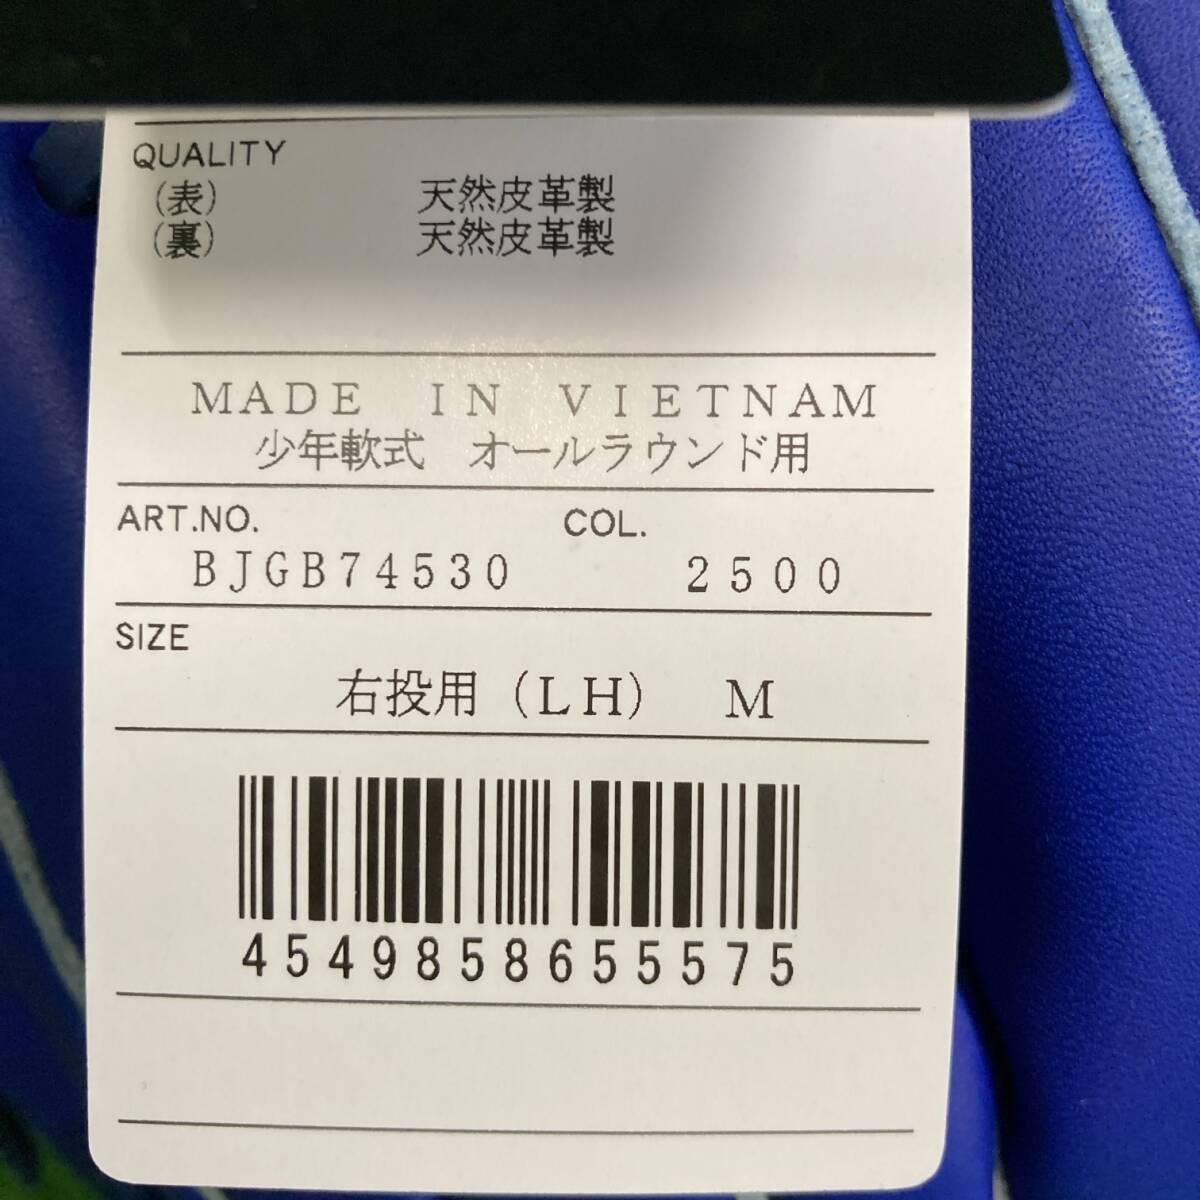 QUALITY
（表） 天然皮革製
（裏） 天然皮革製
MADE IN VIETNAM
少年軟式 オールラウンド用
ART.NO. COL.
BJGB74530 2500
SIZE
右投用（LH） M
4549858655575